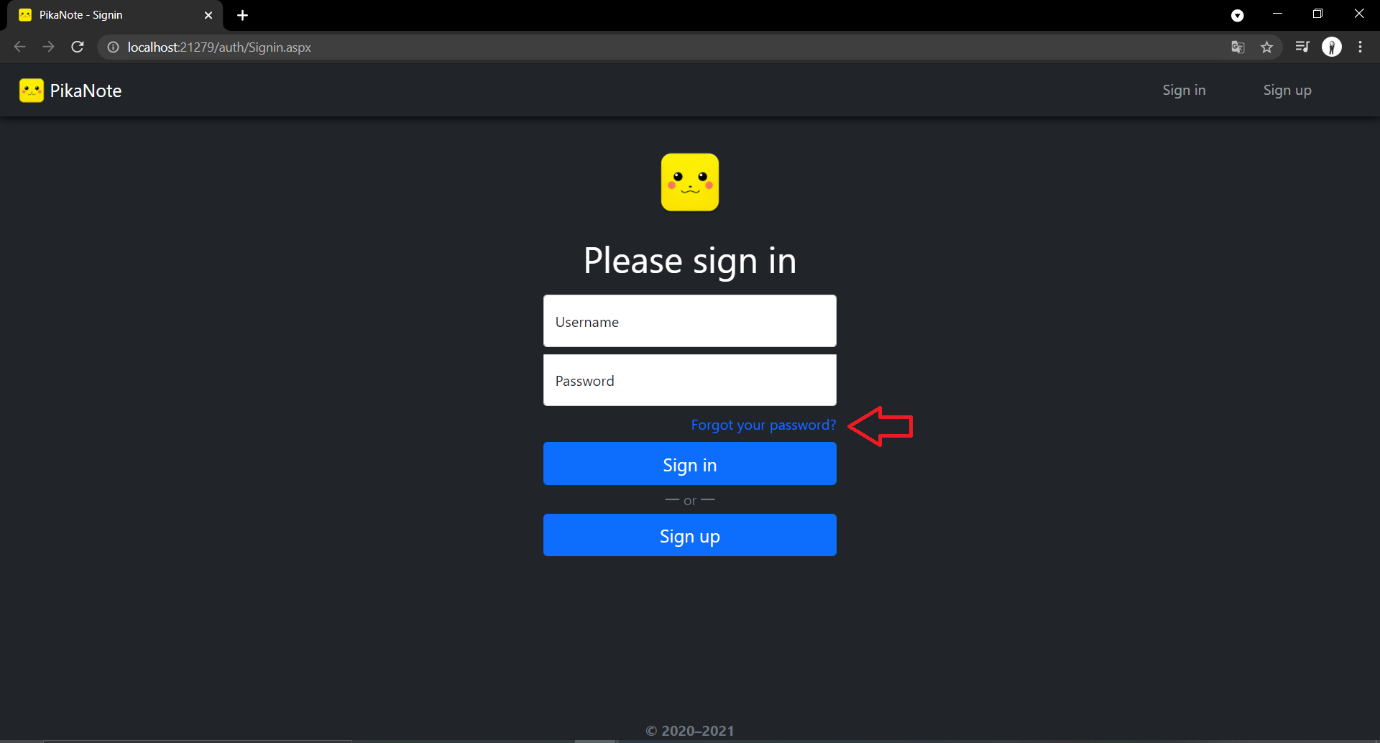 PikaNote - Signin
localhost:21279/auth/Signin.aspx
PikaNote
Sign in
Sign up
Please sign in
Username
Password
Forgot your password?
Sign in
— or —
Sign up
© 2020–2021